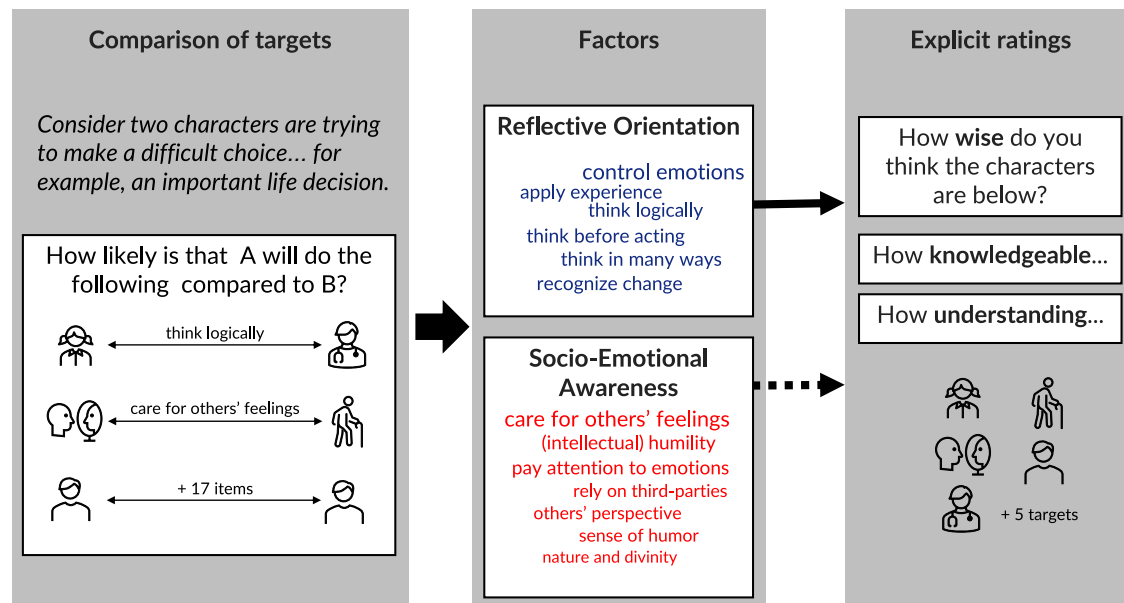 Comparison of targets
Consider two characters are trying
to make a difficult choice... for
example, an important life decision.
How likely is that A will do the
following compared to B?
think logically
care for others' feelings
+ 17 items
Factors
Reflective Orientation
control emotions
apply experience
think logically
think before acting
think in many ways
recognize change
Socio-Emotional
Awareness
care for others' feelings
(intellectual) humility
pay attention to emotions
rely on third-parties
others' perspective
sense of humor
nature and divinity
Explicit ratings
How wise do you
think the characters
are below?
How knowledgeable...
How understanding...
+ 5 targets